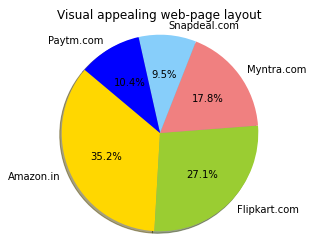 Visual appealing web-page layout
Snapdeal.com
Paytm.com
Myntra.com
9.5%
10.4%
17.8%
35.2%
27.1%
Amazon.in
Flipkart.com